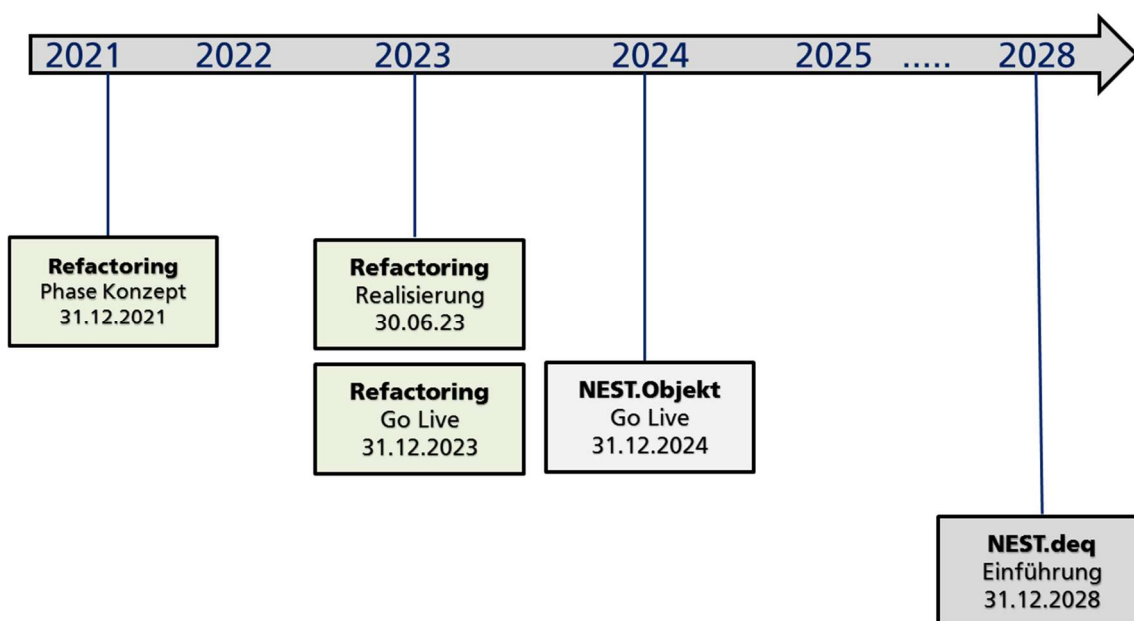 2021 2022 2023 2024 2025 ..... 2028
Refactoring
Phase Konzept
31.12.2021
Refactoring
Realisierung
30.06.23
Refactoring
Go Live
31.12.2023
NEST.Objekt
Go Live
31.12.2024
NEST.deq
Einführung
31.12.2028